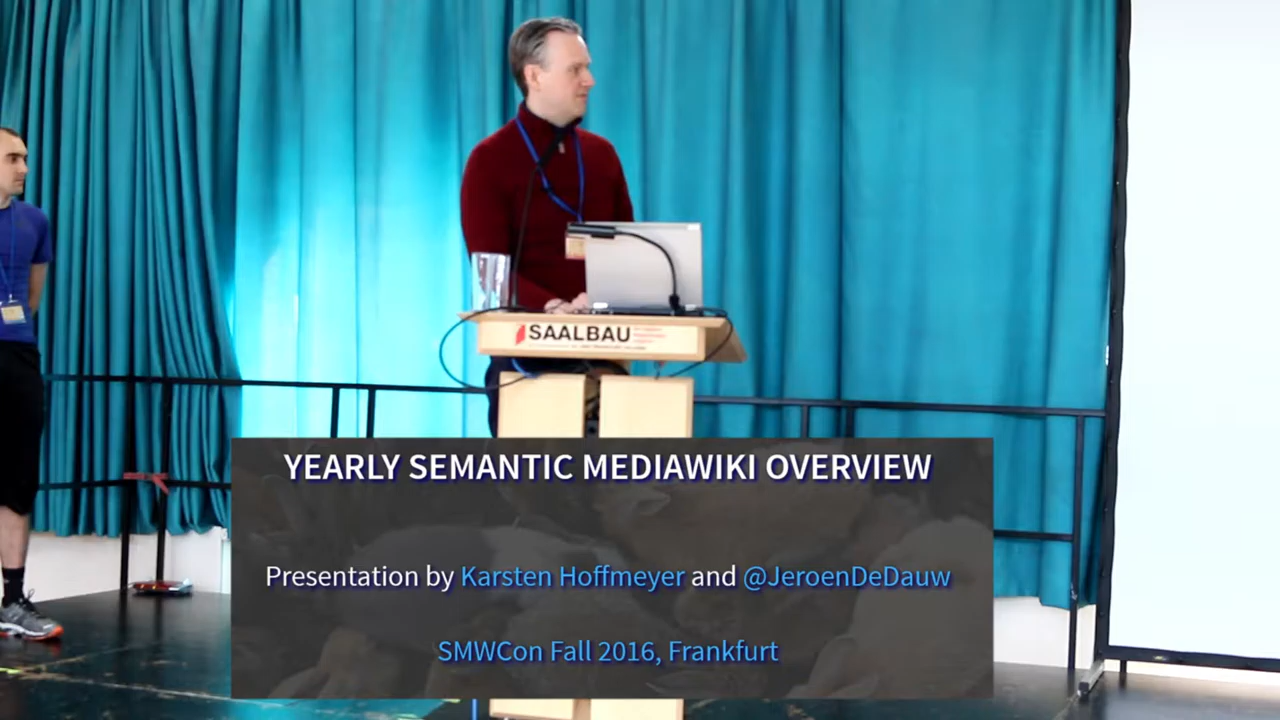 SAALBAU
YEARLY SEMANTIC MEDIAWIKI OVERVIEW
Presentation by Karsten Hoffmeyer and @JeroenDeDauw
SMWCon Fall 2016, Frankfurt